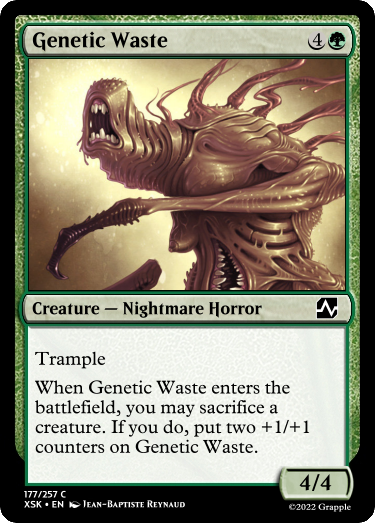 Genetic Waste 4
Creature — Nightmare Horror
Trample
When Genetic Waste enters the
battlefield, you may sacrifice a
creature. If you do, put two +1/+1
counters on Genetic Waste.
4/4
177/257 C
XSK • EN Jean-Baptiste Reynaud
©2022 Grapple